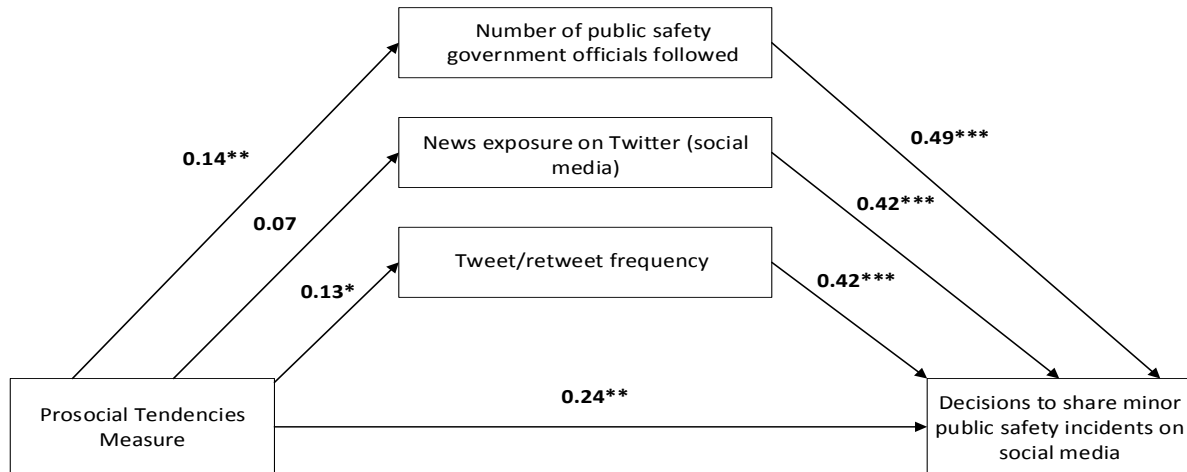 Number of public safety
government officials followed
0.14**
0.49***
News exposure on Twitter (social
media)
0.07
0.42***
Tweet/retweet frequency
0.13*
0.42***
Prosocial Tendencies
Measure
0.24**
Decisions to share minor
public safety incidents on
social media